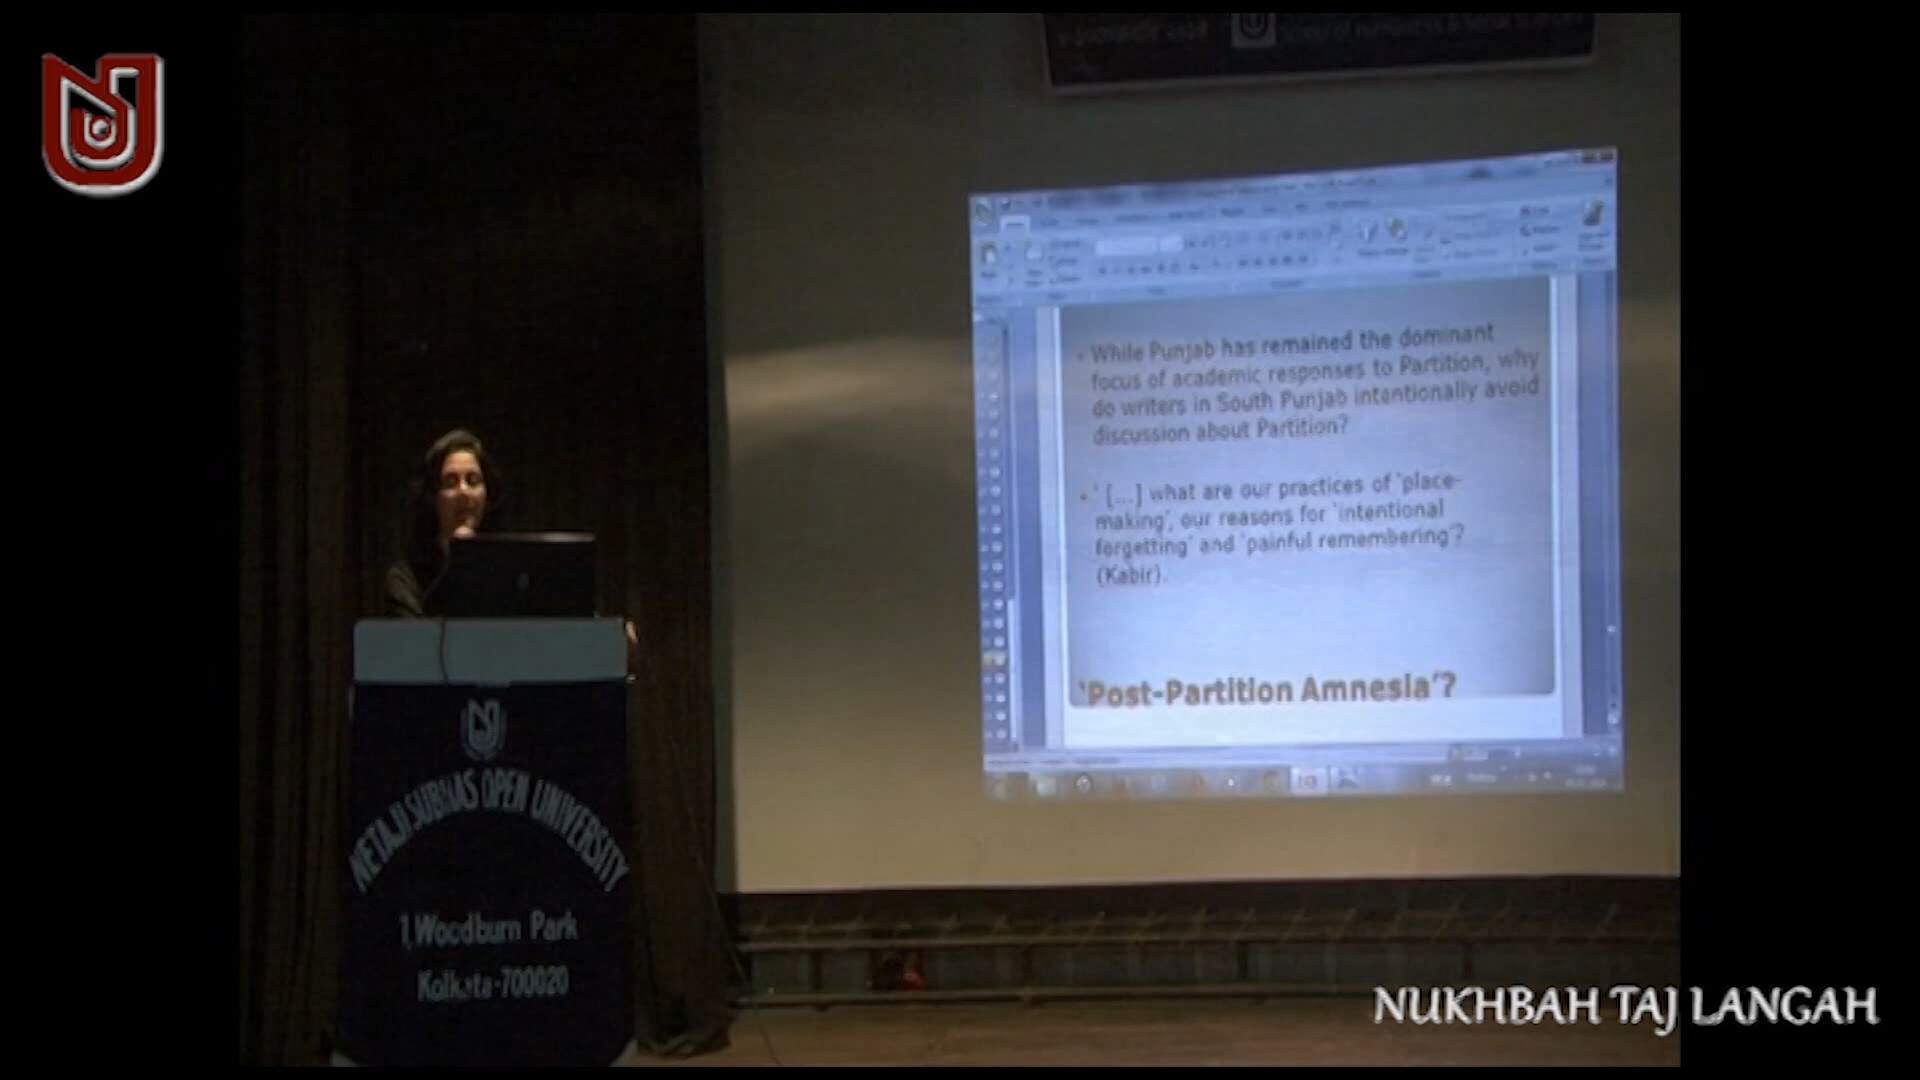 While Punjab has remained the dominant
focus of academic responses to Partition, why
do writers in South Punjab intentionally avoid
discussion about Partition?
' [...] what are our practices of 'place-
making', our reasons for 'intentional
forgetting' and 'painful remembering'?
(Kabir).
'Post-Partition Amnesia'?
NETAJI SUBHAS OPEN UNIVERSITY
1, Woodburn Park
Kolkata-700020
NUKHBAH TAJ LANGAH